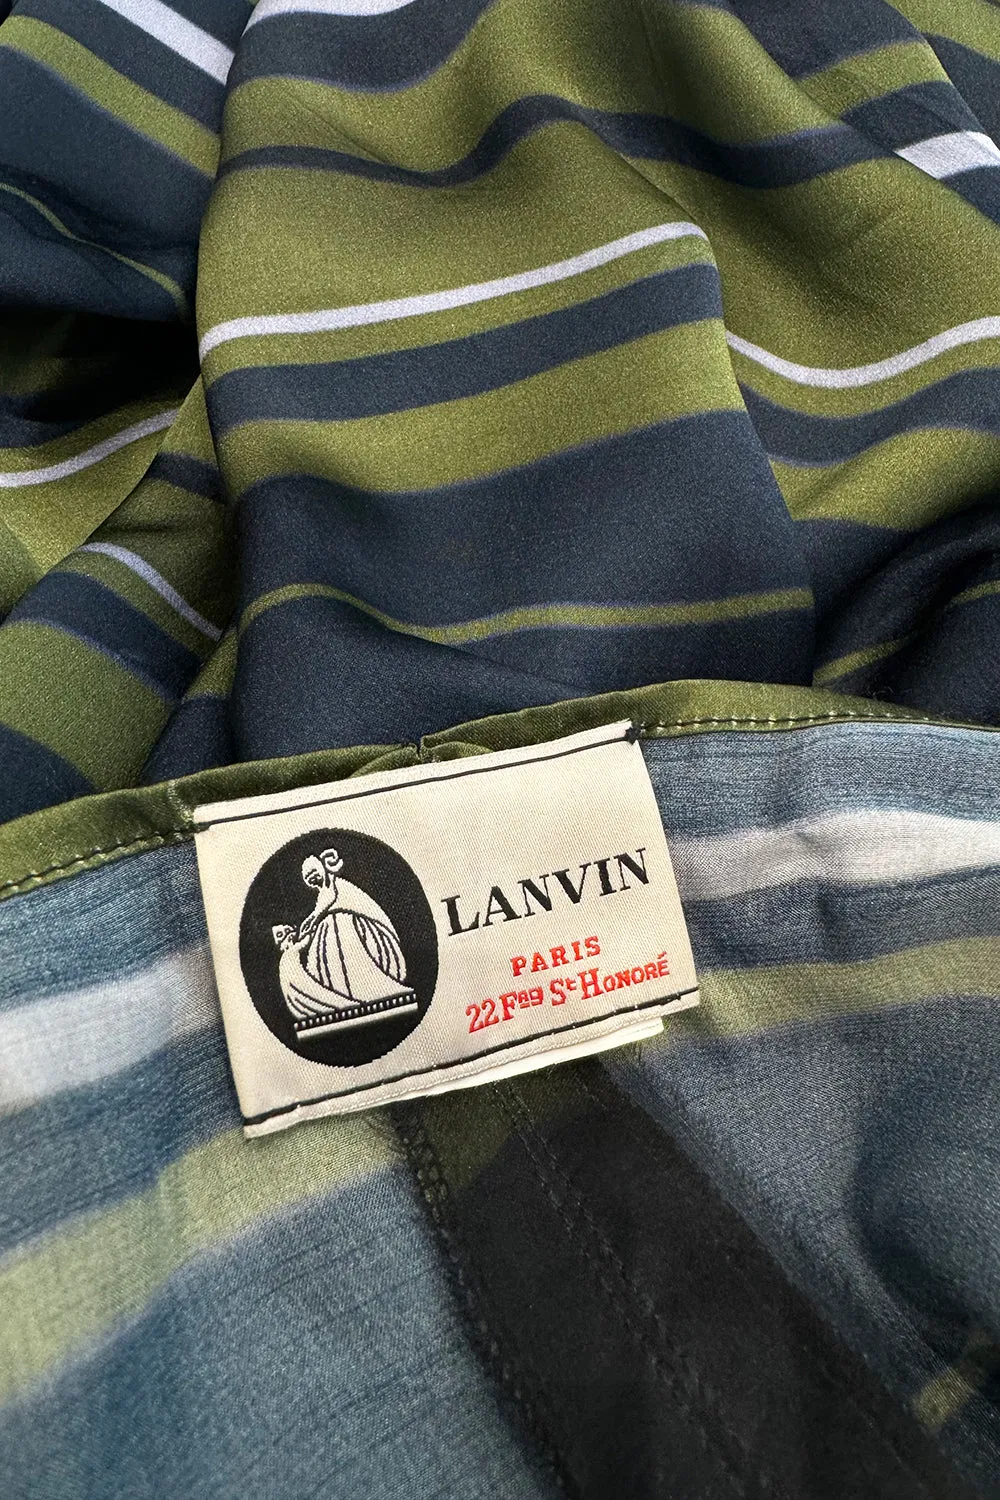 LANVIN
PARIS
22 Fbg St HONORÉ